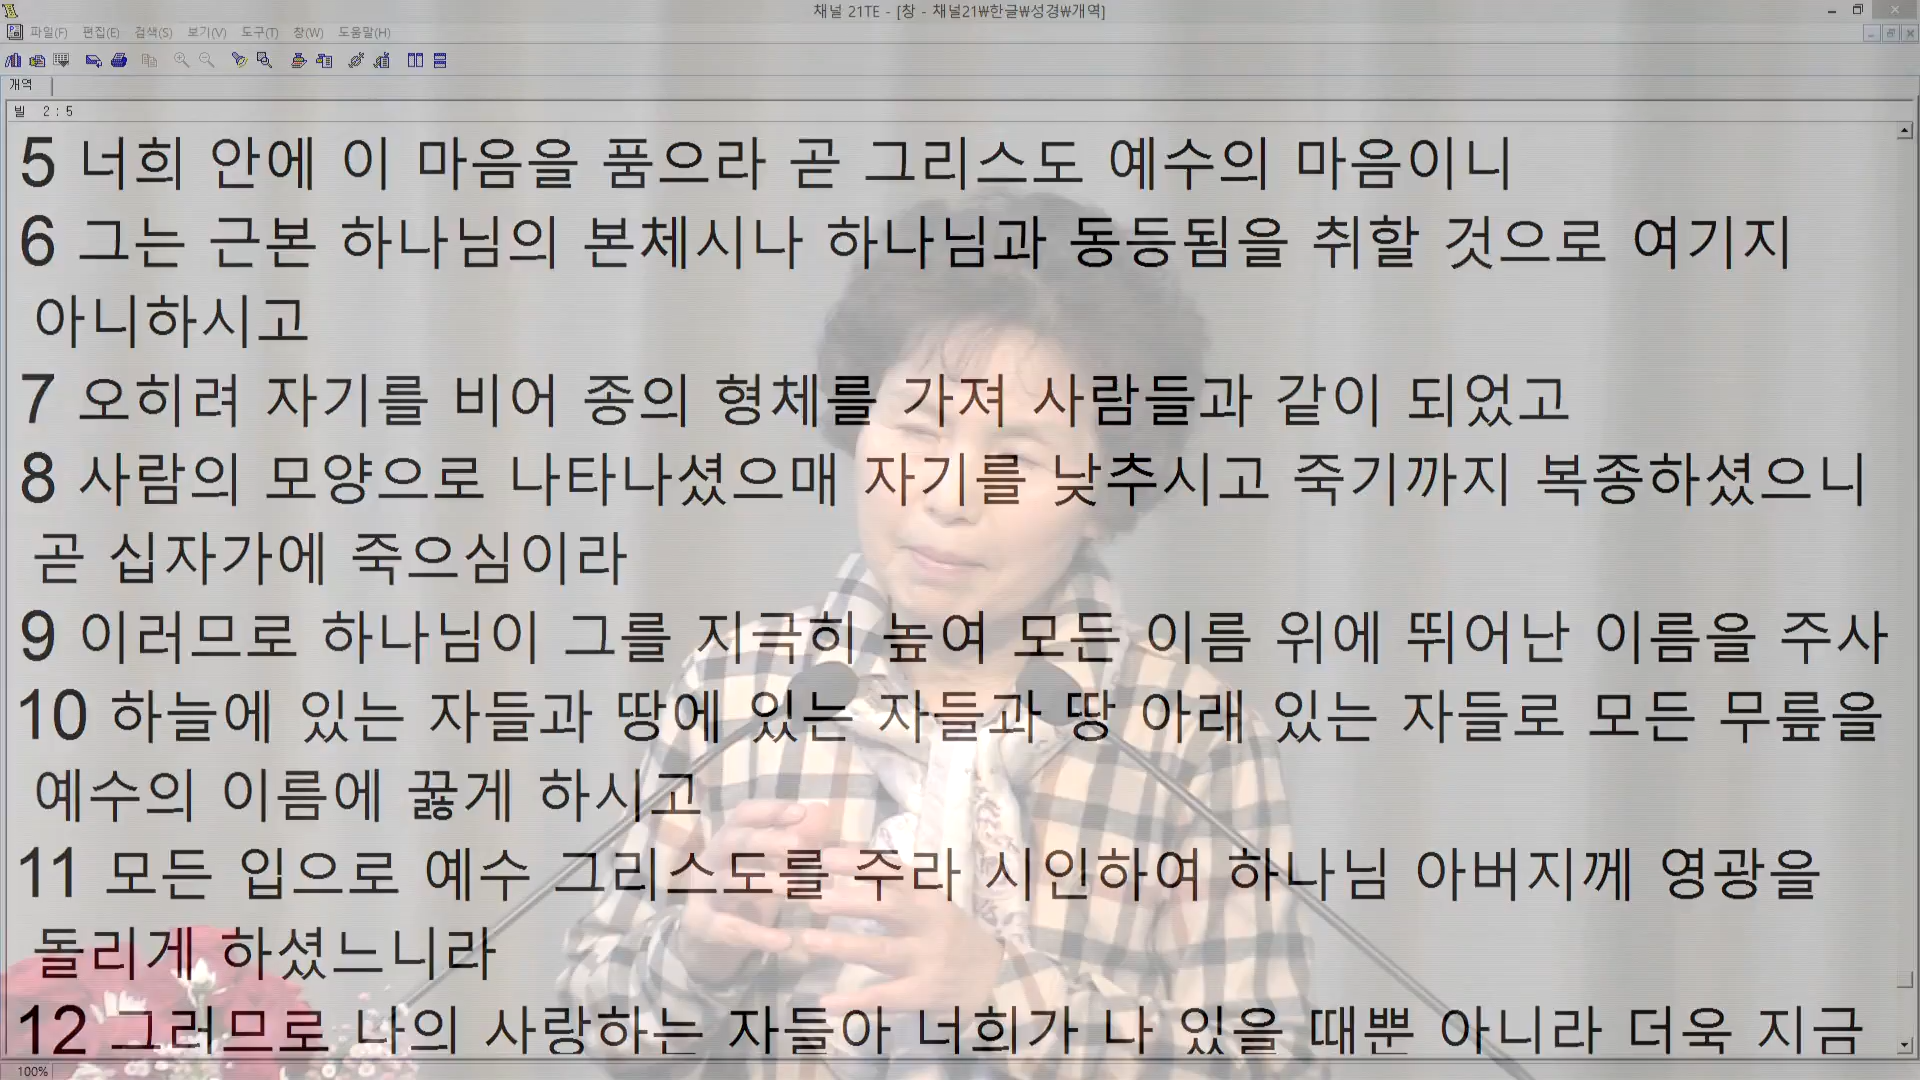 채널 21TE - [창 - 채널21₩한글₩성경₩개역]
파일(F) 편집(E) 검색(S) 보기(V) 도구(T) 창(W) 도움말(H)
개역
빌 2 : 5
5 너희 안에 이 마음을 품으라 곧 그리스도 예수의 마음이니
6 그는 근본 하나님의 본체시나 하나님과 동등됨을 취할 것으로 여기지
아니하시고
7 오히려 자기를 비어 종의 형체를 가져 사람들과 같이 되었고
8 사람의 모양으로 나타나셨으매 자기를 낮추시고 죽기까지 복종하셨으니
곧 십자가에 죽으심이라
9 이러므로 하나님이 그를 지극히 높여 모든 이름 위에 뛰어난 이름을 주사
10 하늘에 있는 자들과 땅에 있는 자들과 땅 아래 있는 자들로 모든 무릎을
예수의 이름에 꿇게 하시고
11 모든 입으로 예수 그리스도를 주라 시인하여 하나님 아버지께 영광을
돌리게 하셨느니라
12 그러므로 나의 사랑하는 자들아 너희가 나 있을 때뿐 아니라 더욱 지금
100%